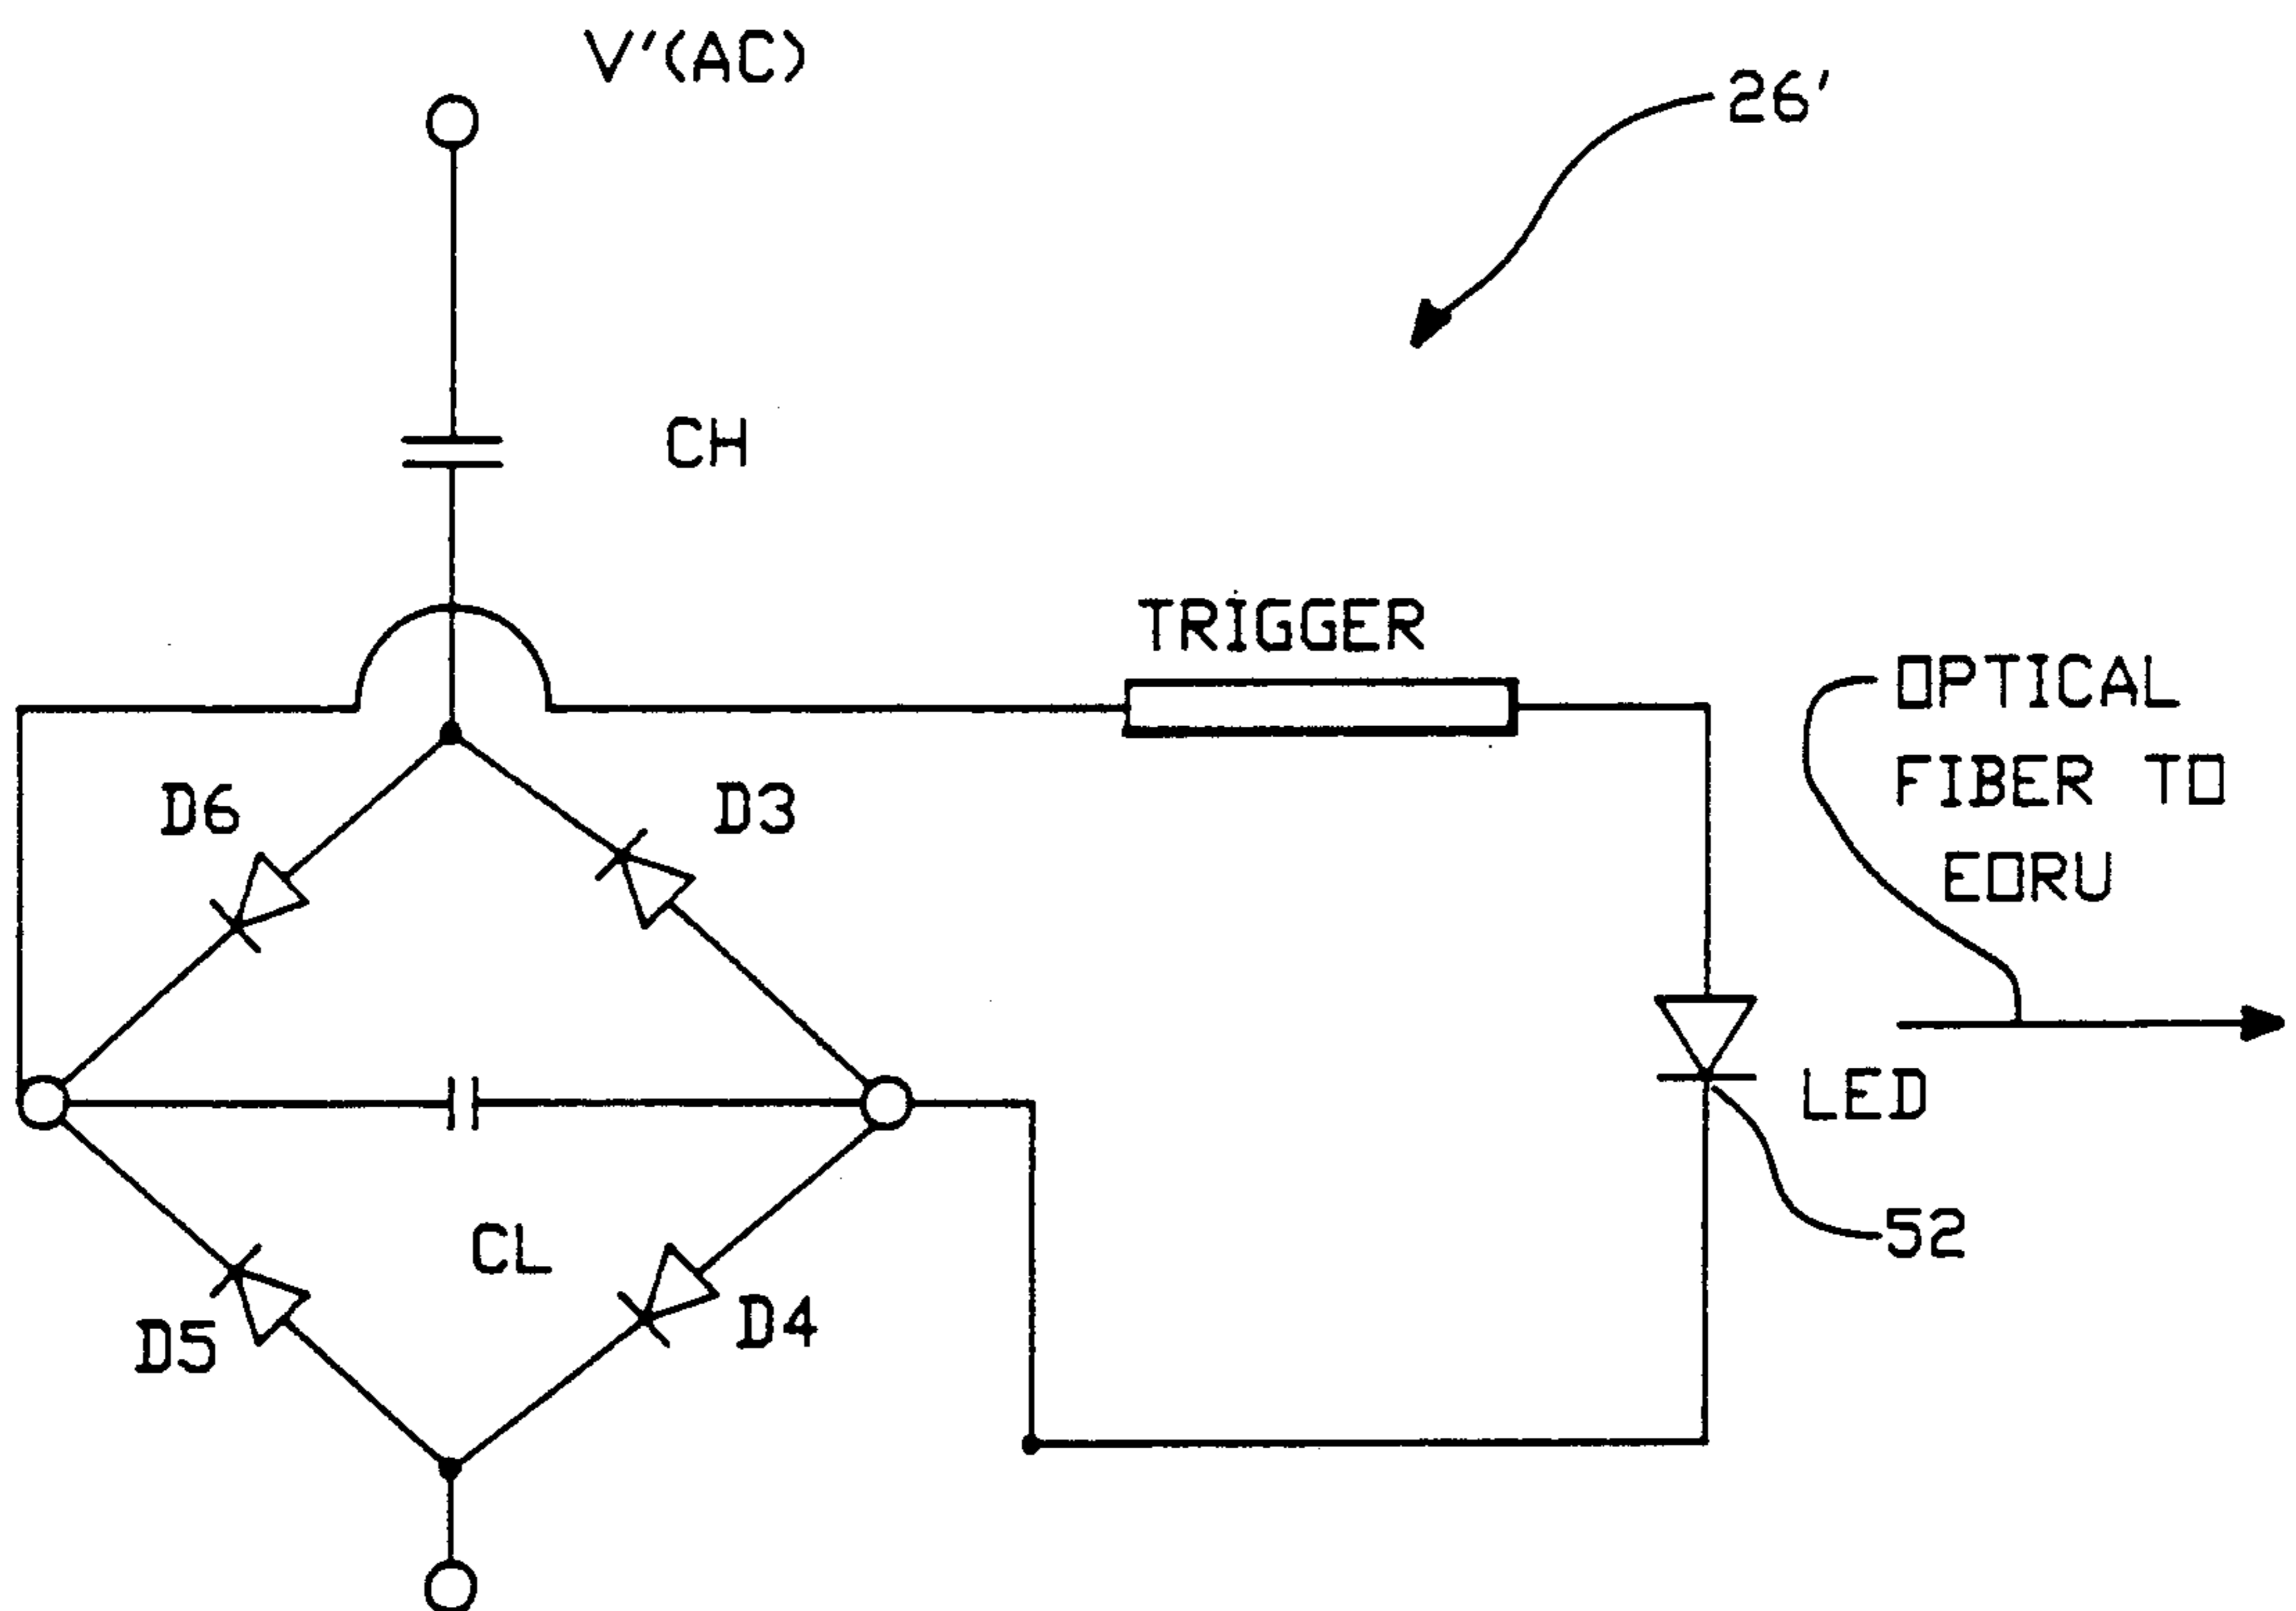 V'(AC)
26'
CH
TRIGGER
OPTICAL
FIBER TO
EORU
D6
D3
LED
CL
52
D5
D4